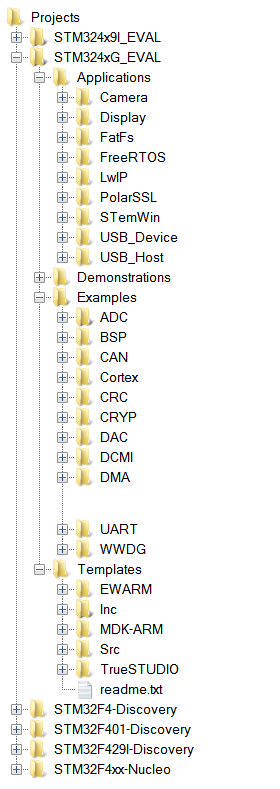 Projects
STM324x9I_EVAL
STM324xG_EVAL
Applications
Camera
Display
FatFs
FreeRTOS
LwIP
PolarSSL
STemWin
USB_Device
USB_Host
Demonstrations
Examples
ADC
BSP
CAN
Cortex
CRC
CRYP
DAC
DCMI
DMA
UART
WWDG
Templates
EWARM
Inc
MDK-ARM
Src
TrueSTUDIO
readme.txt
STM32F4-Discovery
STM32F401-Discovery
STM32F429I-Discovery
STM32F4xx-Nucleo